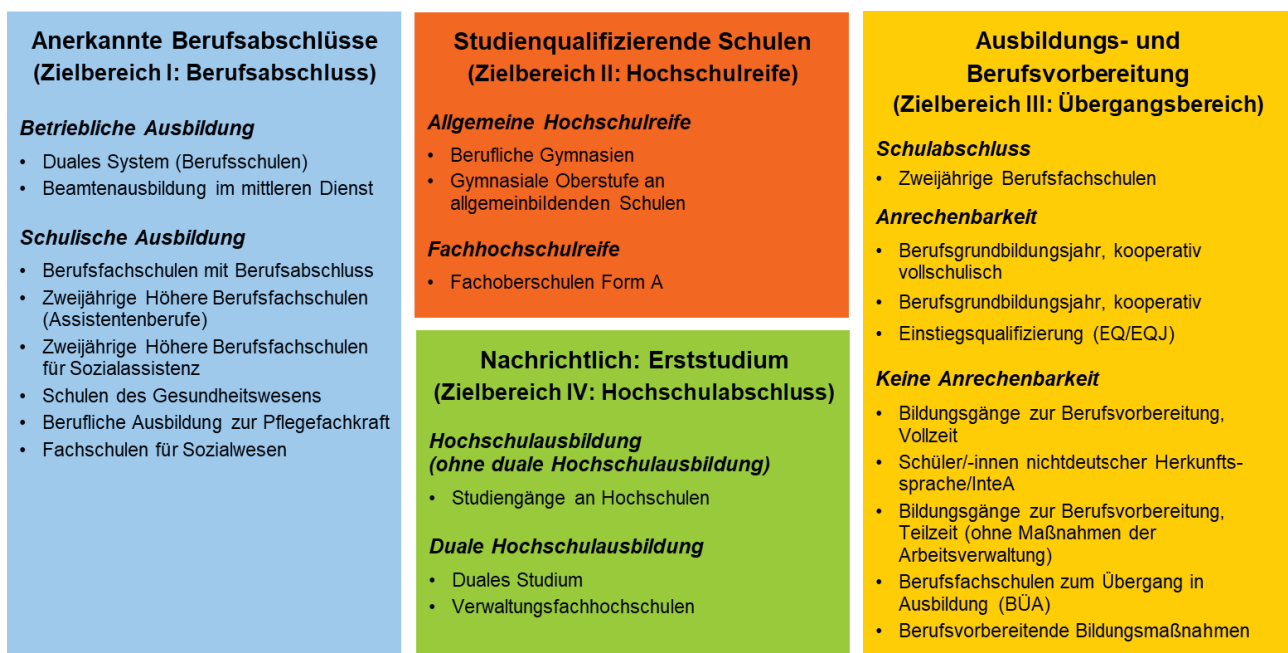 Anerkannte Berufsabschlüsse
(Zielbereich I: Berufsabschluss)
Betriebliche Ausbildung
• Duales System (Berufsschulen)
• Beamtenausbildung im mittleren Dienst
Schulische Ausbildung
• Berufsfachschulen mit Berufsabschluss
• Zweijährige Höhere Berufsfachschulen
(Assistentenberufe)
• Zweijährige Höhere Berufsfachschulen
für Sozialassistenz
• Schulen des Gesundheitswesens
• Berufliche Ausbildung zur Pflegefachkraft
• Fachschulen für Sozialwesen
Studienqualifizierende Schulen
(Zielbereich II: Hochschulreife)
Allgemeine Hochschulreife
• Berufliche Gymnasien
• Gymnasiale Oberstufe an
allgemeinbildenden Schulen
Fachhochschulreife
• Fachoberschulen Form A
Nachrichtlich: Erststudium
(Zielbereich IV: Hochschulabschluss)
Hochschulausbildung
(ohne duale Hochschulausbildung)
• Studiengänge an Hochschulen
Duale Hochschulausbildung
• Duales Studium
• Verwaltungsfachhochschulen
Ausbildungs- und
Berufsvorbereitung
(Zielbereich III: Übergangsbereich)
Schulabschluss
• Zweijährige Berufsfachschulen
Anrechenbarkeit
• Berufsgrundbildungsjahr, kooperativ
vollschulisch
• Berufsgrundbildungsjahr, kooperativ
• Einstiegsqualifizierung (EQ/EQJ)
Keine Anrechenbarkeit
• Bildungsgänge zur Berufsvorbereitung,
Vollzeit
• Schüler/-innen nichtdeutscher Herkunfts-
sprache/InteA
• Bildungsgänge zur Berufsvorbereitung,
Teilzeit (ohne Maßnahmen der
Arbeitsverwaltung)
• Berufsfachschulen zum Übergang in
Ausbildung (BÜA)
• Berufsvorbereitende Bildungsmaßnahmen